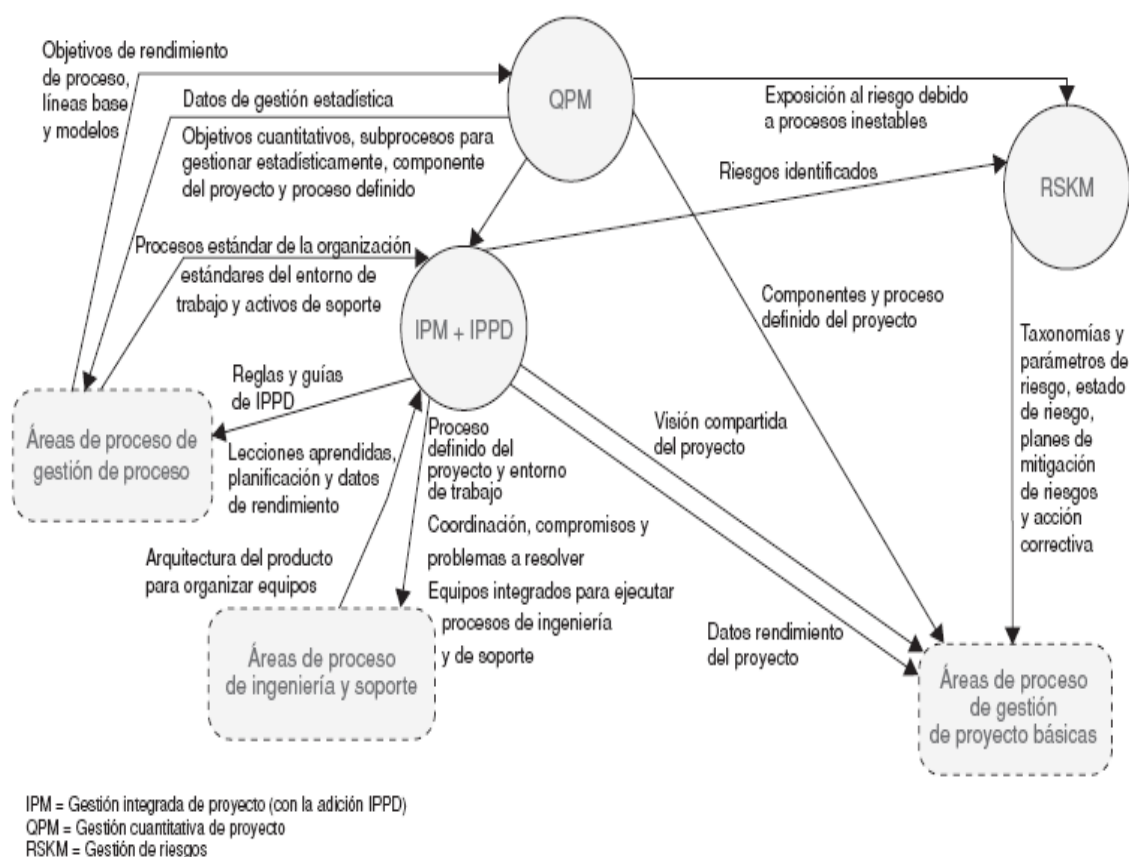 Objetivos de rendimiento
de proceso,
líneas base
y modelos
Datos de gestión estadística
Objetivos cuantitativos, subprocesos para
gestionar estadísticamente, componente
del proyecto y proceso definido
QPM
Exposición al riesgo debido
a procesos inestables
Riesgos identificados
RSKM
Procesos estándar de la organización
estándares del entorno de
trabajo y activos de soporte
IPM + IPPD
Componentes y proceso
definido del proyecto
Taxonomías y
parámetros de
riesgo, estado
de riesgo,
planes de
mitigación
de riesgos
y acción
correctiva
Reglas y guías
de IPPD
Áreas de proceso de
gestión de proceso
Lecciones aprendidas,
planificación y datos
de rendimiento
Proceso
definido del
proyecto y entorno
de trabajo
Visión compartida
del proyecto
Coordinación, compromisos y
problemas a resolver
Arquitectura del producto
para organizar equipos
Equipos integrados para ejecutar
procesos de ingeniería
y de soporte
Áreas de proceso
de ingeniería y soporte
Datos rendimiento
del proyecto
Áreas de proceso
de gestión
de proyecto básicas
IPM = Gestión integrada de proyecto (con la adición IPPD)
QPM = Gestión cuantitativa de proyecto
RSKM = Gestión de riesgos